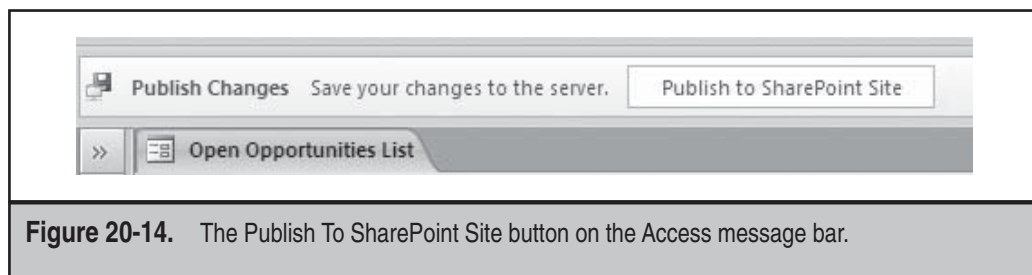 Publish Changes Save your changes to the server. Publish to SharePoint Site
» Open Opportunities List
Figure 20-14. The Publish To SharePoint Site button on the Access message bar.